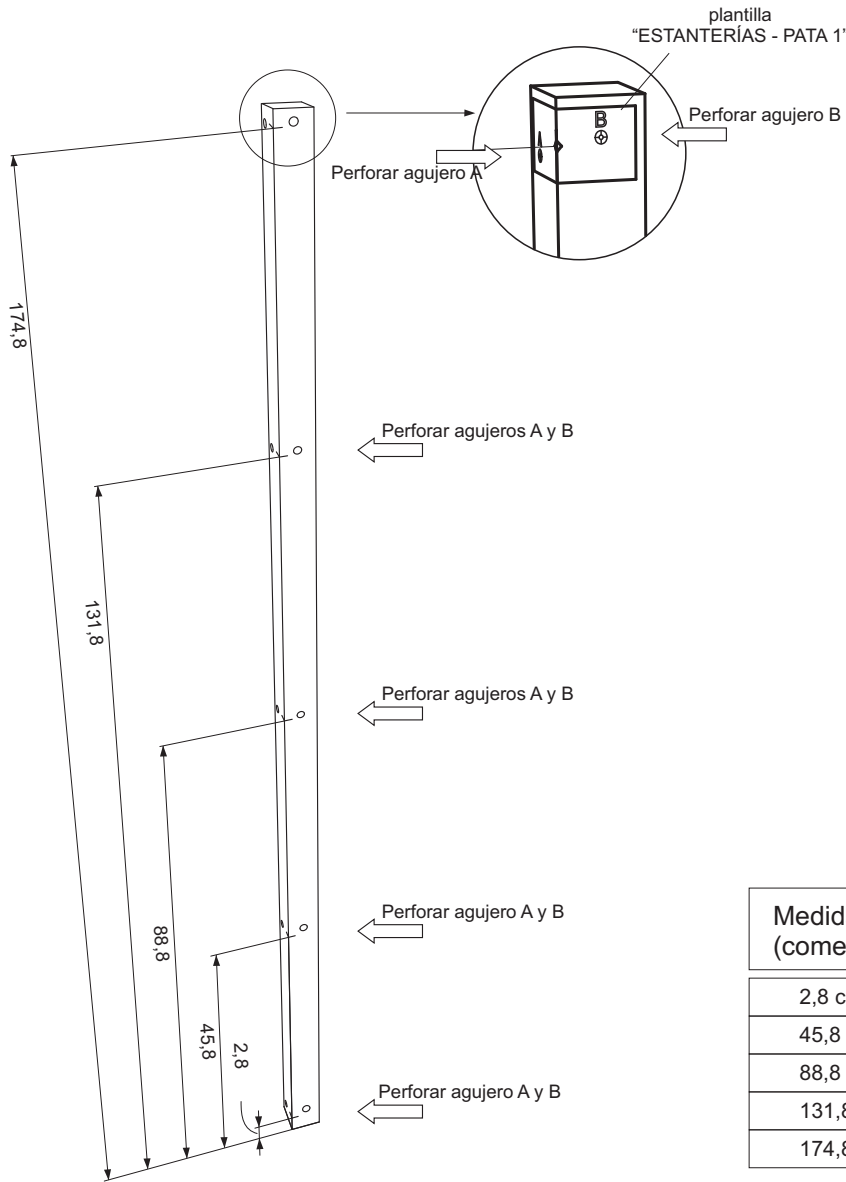 plantilla
“ESTANTERÍAS - PATA 1”
Perforar agujero B
B
A
Perforar agujero A
174,8
Perforar agujeros A y B
131,8
Perforar agujeros A y B
88,8
Perforar agujero A y B
45,8
2,8
Perforar agujero A y B
(come
2,8 c
45,8
88,8
131,8
174,8